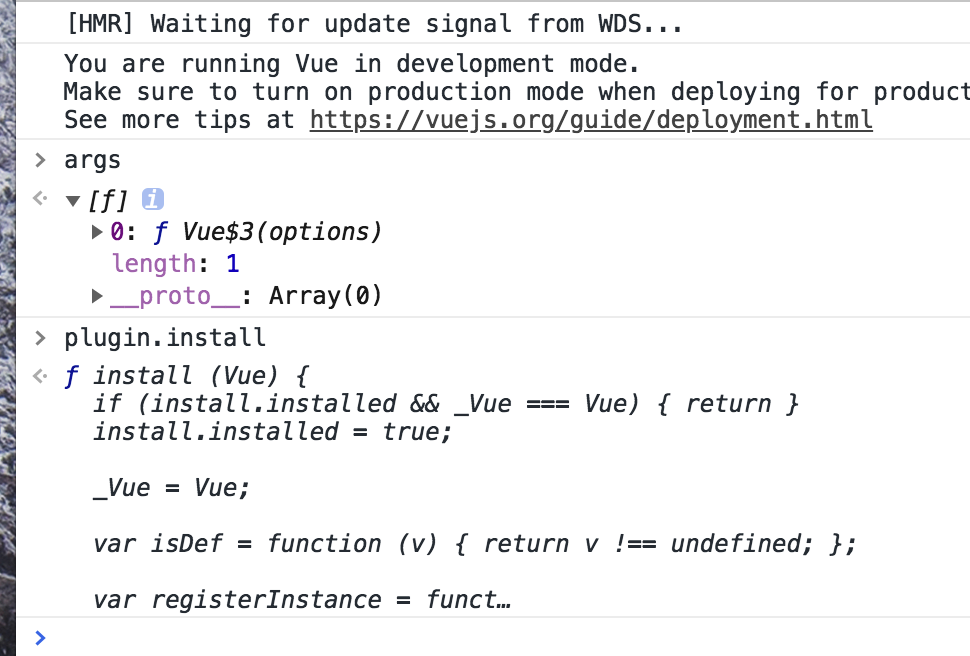 [HMR] Waiting for update signal from WDS...
You are running Vue in development mode.
Make sure to turn on production mode when deploying for product
See more tips at https://vuejs.org/guide/deployment.html
> args
<· ▼ [f] i
▶ 0: ƒ Vue$3(options)
length: 1
▶ __proto__: Array(0)
> plugin.install
<· ƒ install (Vue) {
if (install.installed && _Vue === Vue) { return }
install.installed = true;
_Vue = Vue;
var isDef = function (v) { return v !== undefined; };
var registerInstance = funct…
>